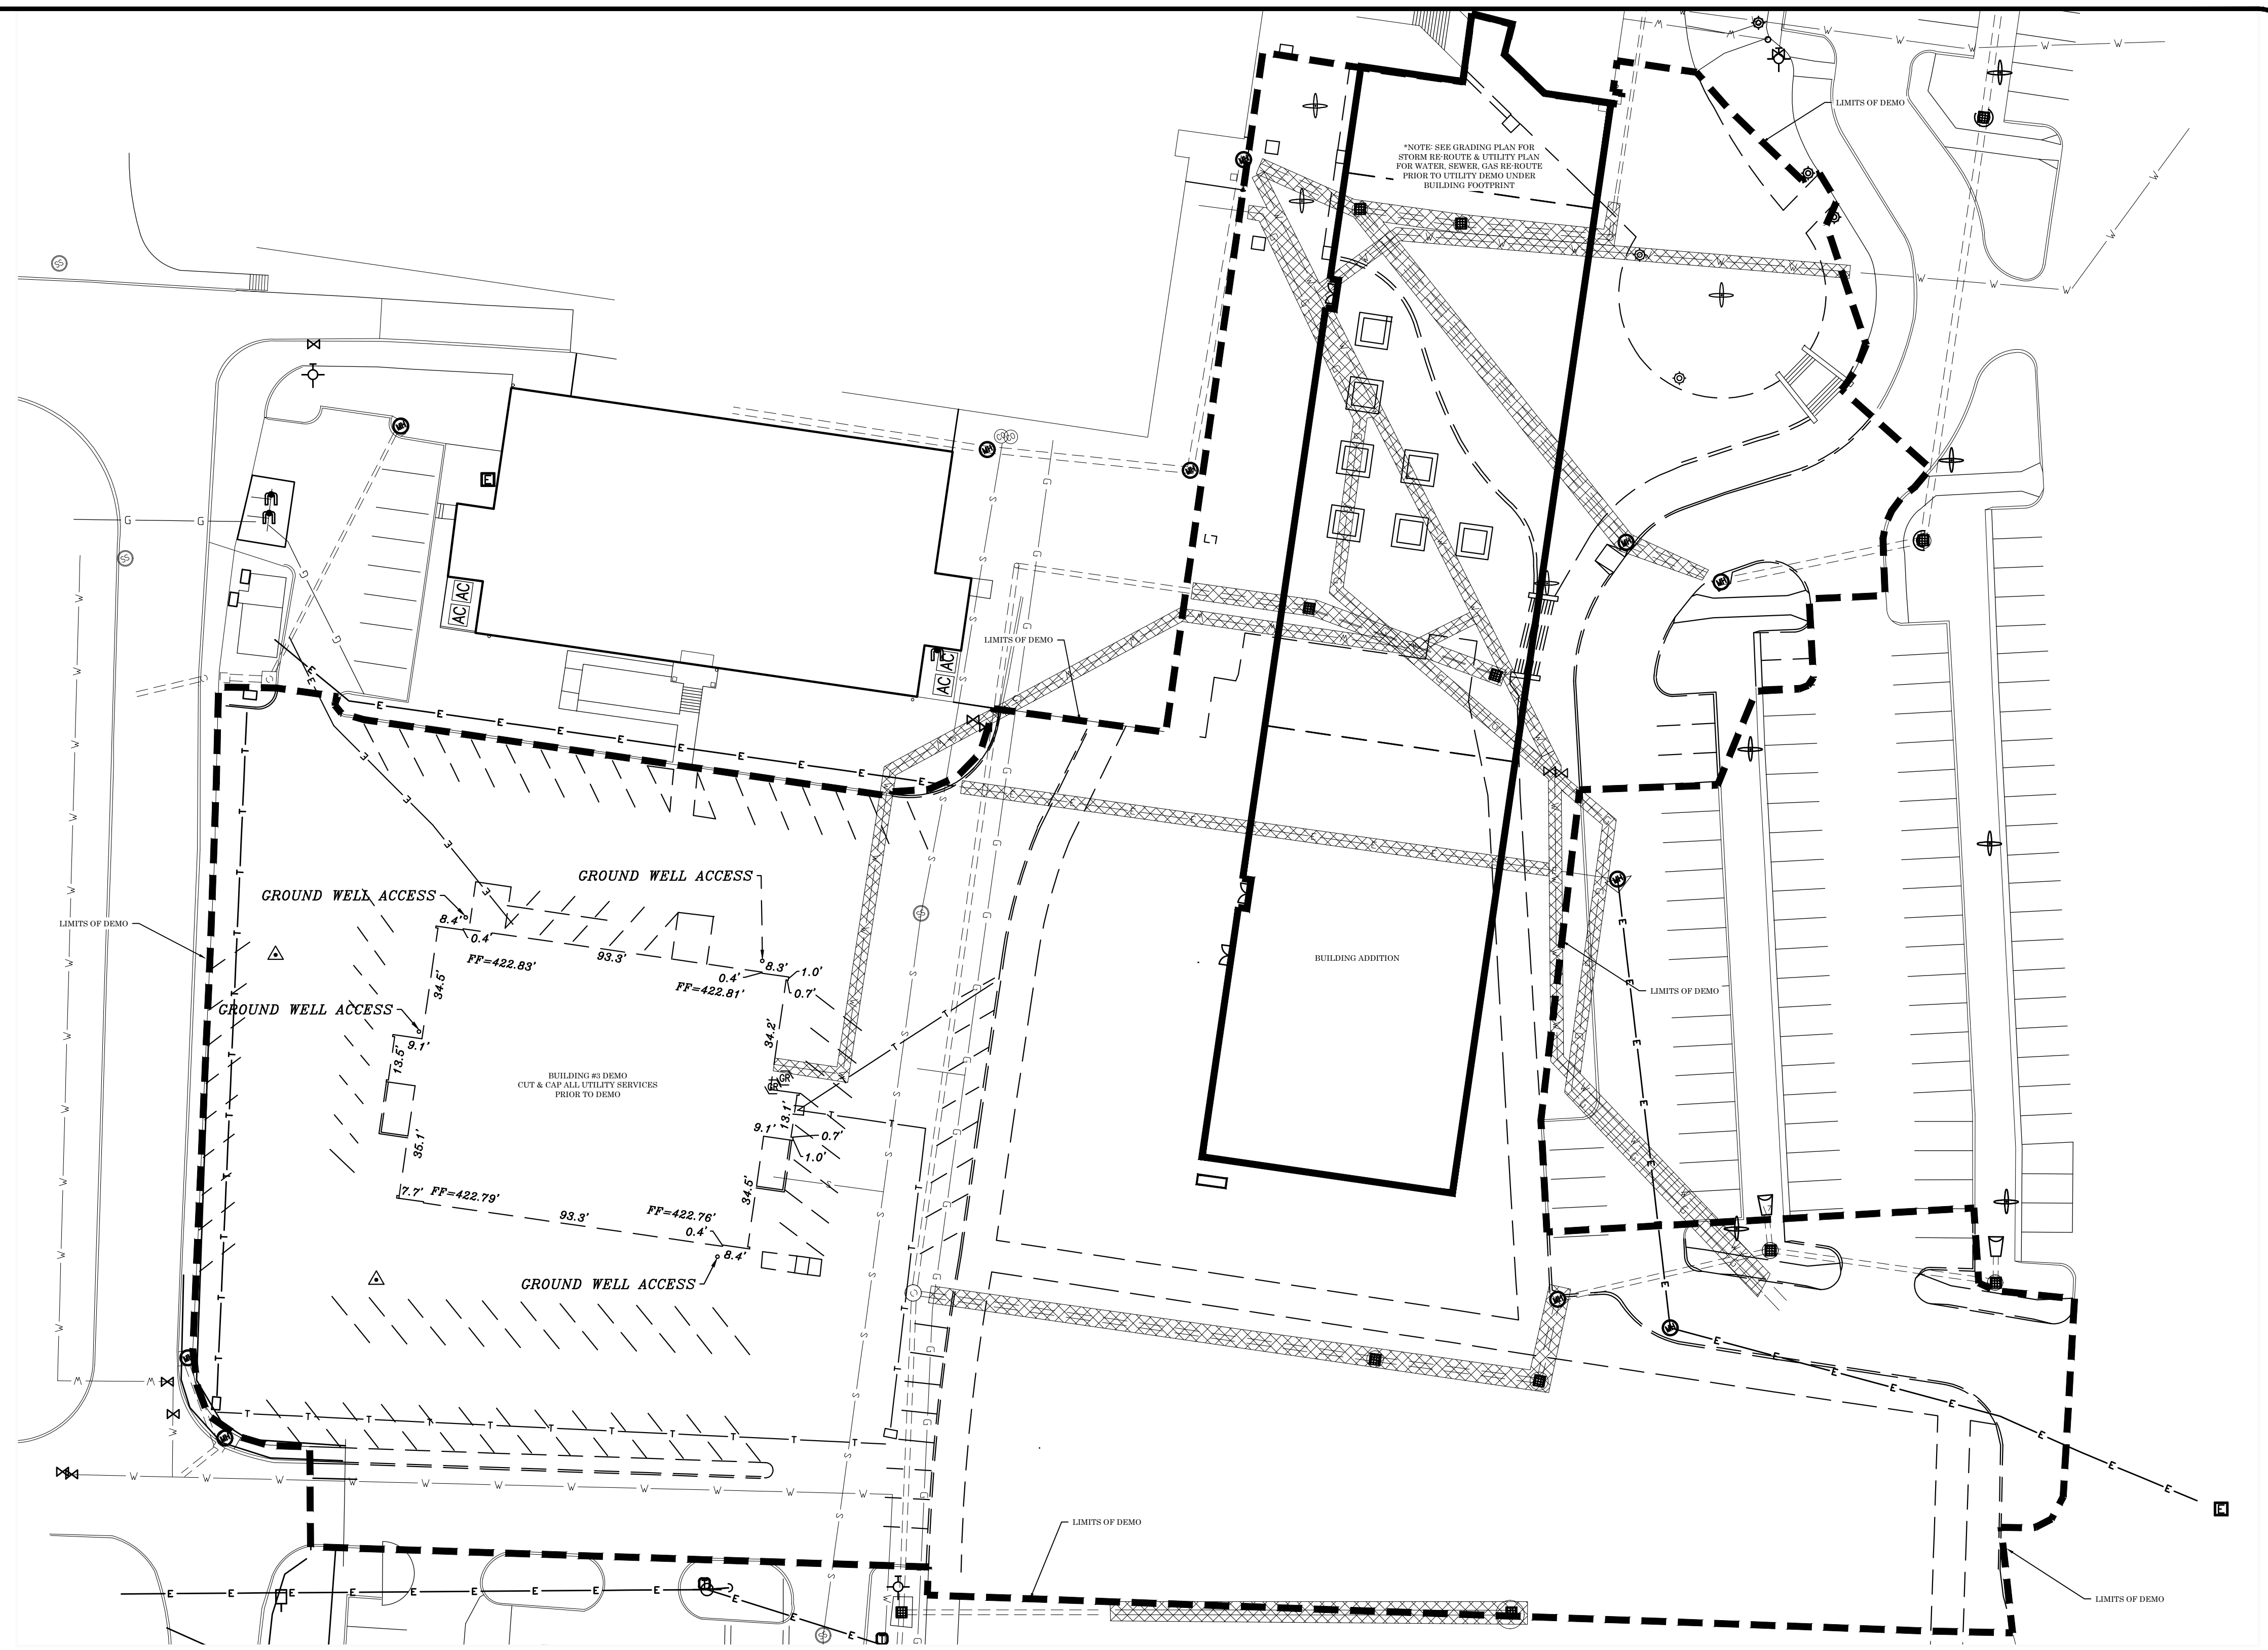 LIMITS OF DEMO
*NOTE: SEE GRADING PLAN FOR
STORM RE-ROUTE & UTILITY PLAN
FOR WATER, SEWER, GAS RE-ROUTE
PRIOR TO UTILITY DEMO UNDER
BUILDING FOOTPRINT
AC
AC
AC
AC
LIMITS OF DEMO
GROUND WELL ACCESS
GROUND WELL ACCESS
LIMITS OF DEMO
8.4'
0.4'
FF=422.83'
93.3'
0.4'
8.3'
1.0'
FF=422.81'
0.7'
34.5'
GROUND WELL ACCESS
9.1'
13.5'
34.2'
BUILDING ADDITION
LIMITS OF DEMO
BUILDING #3 DEMO
CUT & CAP ALL UTILITY SERVICES
PRIOR TO DEMO
GR
GR
13.1'
9.1'
0.7'
1.0'
35.1'
7.7'
FF=422.79'
93.3'
34.5'
FF=422.76'
0.4'
8.4'
GROUND WELL ACCESS
LIMITS OF DEMO
LIMITS OF DEMO